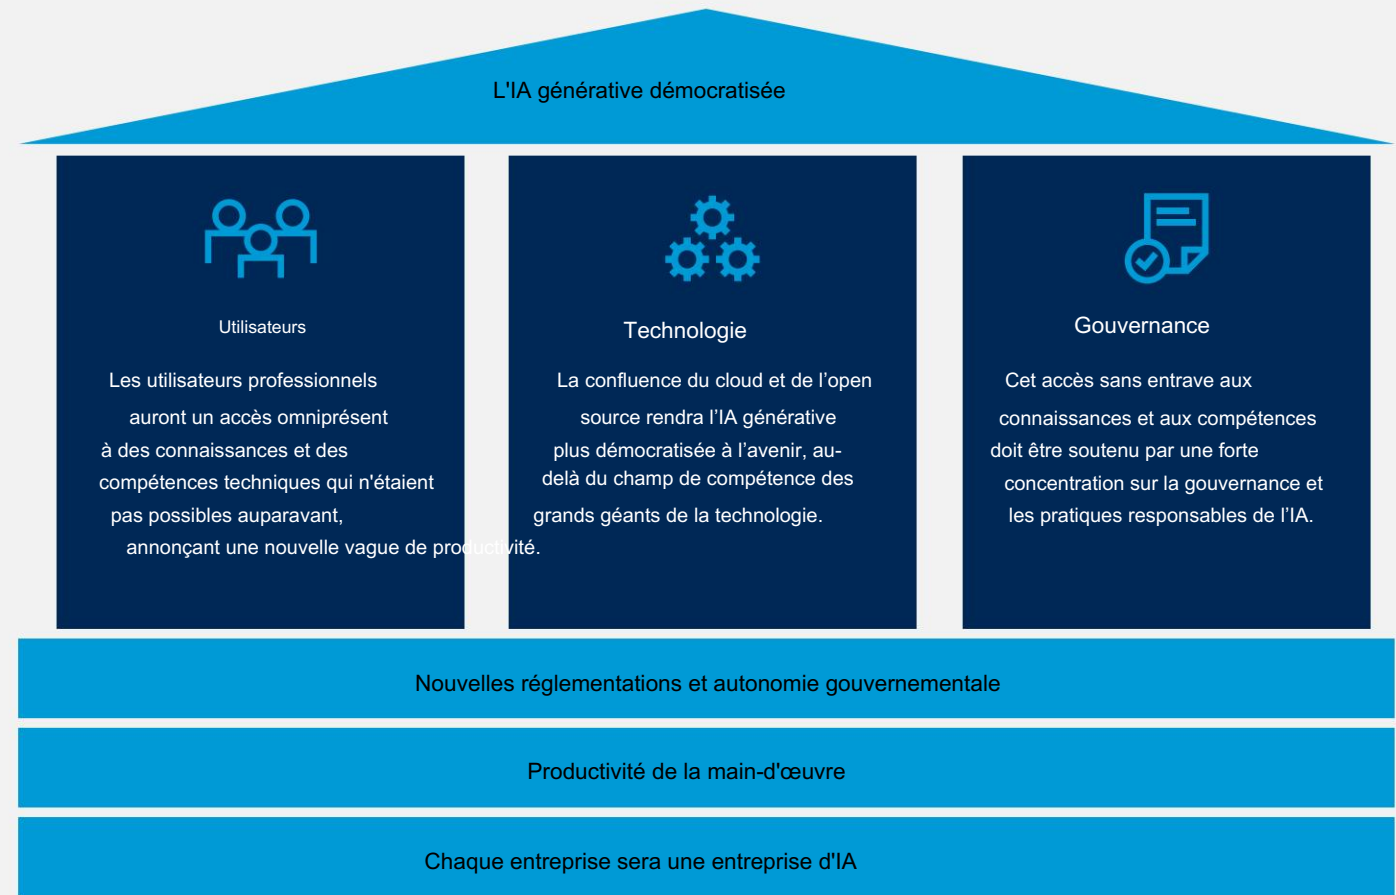 L'IA générative démocratisée
Utilisateurs
Les utilisateurs professionnels
auront un accès omniprésent
à des connaissances et des
compétences techniques qui n'étaient
pas possibles auparavant,
annonçant une nouvelle vague de productivité.
Technologie
La confluence du cloud et de l’open
source rendra l’IA générative
plus démocratisée à l’avenir, au-
delà du champ de compétence des
grands géants de la technologie.
Gouvernance
Cet accès sans entrave aux
connaissances et aux compétences
doit être soutenu par une forte
concentration sur la gouvernance et
les pratiques responsables de l’IA.
Nouvelles réglementations et autonomie gouvernementale
Productivité de la main-d'œuvre
Chaque entreprise sera une entreprise d'IA